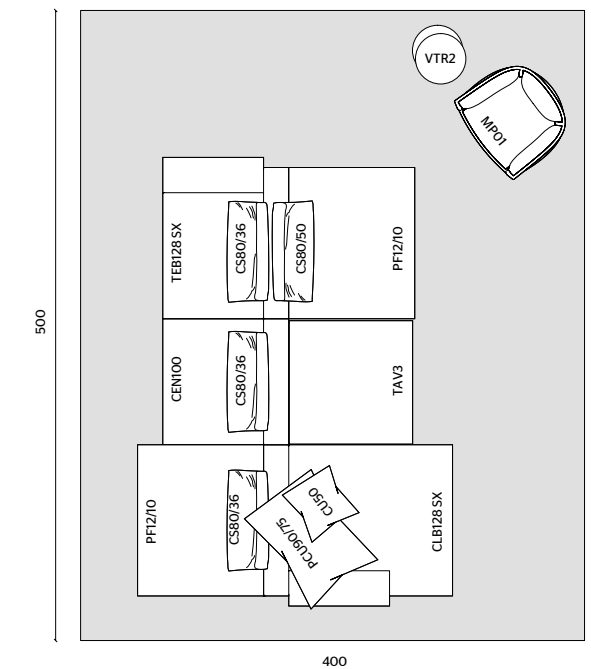 VTR2
MP01
TEB128 SX
CS80/36
CS80/50
PF12/10
500
CEN100
CS80/36
TAV3
PF12/10
CS80/36
CU50
PCU90/75
CLB128 SX
400